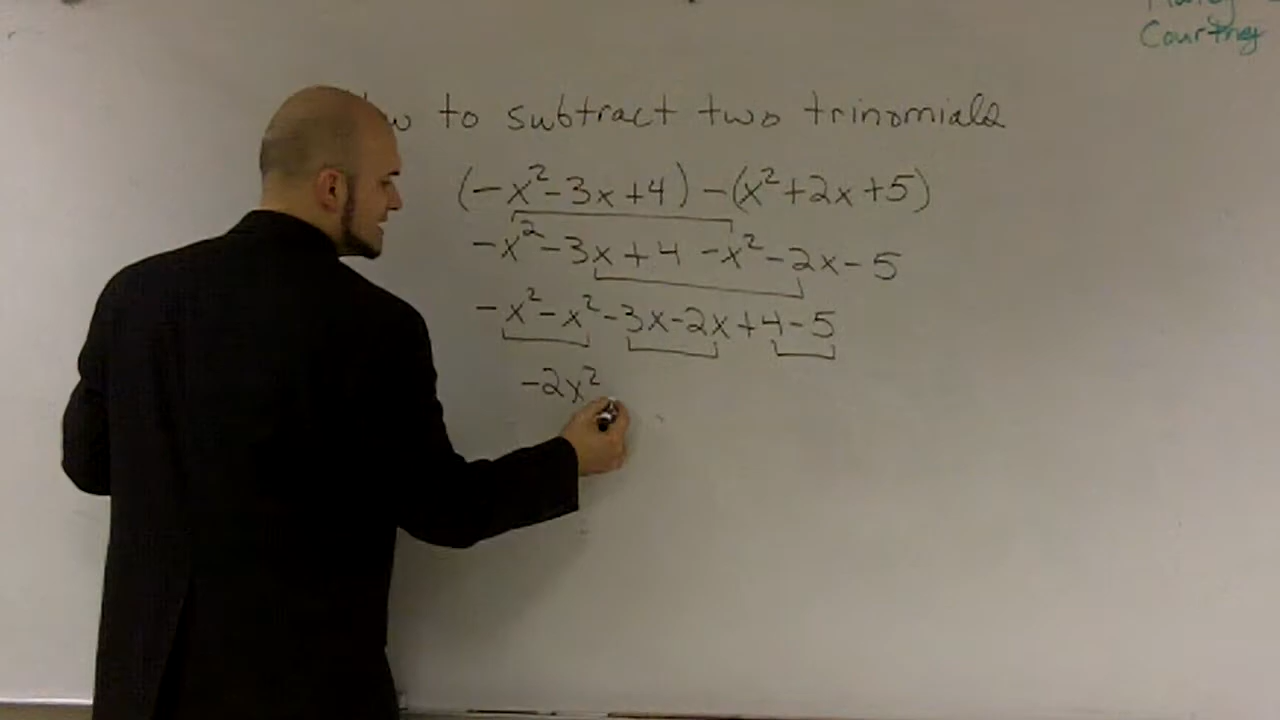 Courtney
to subtract two trinomials
(-x²-3x+4) -(x²+2x+5)
-x²-3x+4-x²-2x-5
-x²-x²-3x-2x+4-5
-2x²